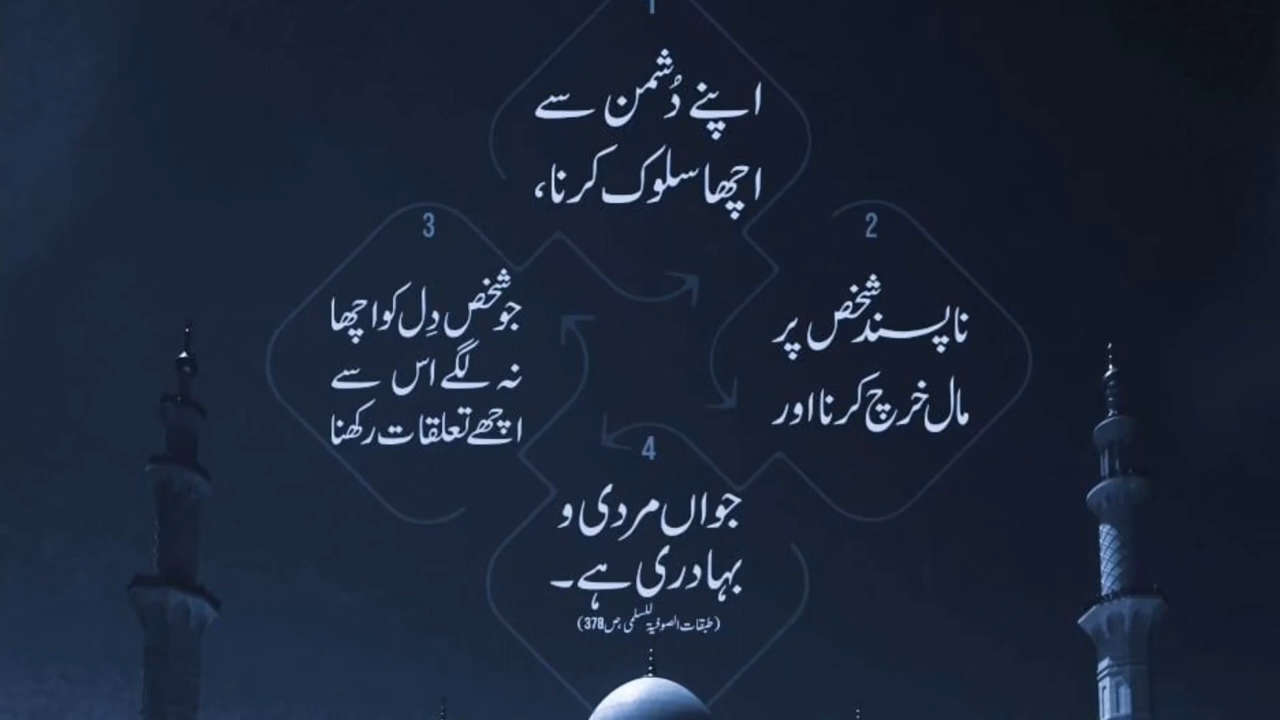 1
اپنے دُشمن سے
اچھا سلوک کرنا،
2
ناپسند شخص پر
مال خرچ کرنا اور
3
جو شخص دِل کو اچھا
نہ لگے اس سے
اچھے تعلقات رکھنا
4
جواں مردی و
بہادری ہے۔
(طبقات الصوفیۃ للسلمی ص378)